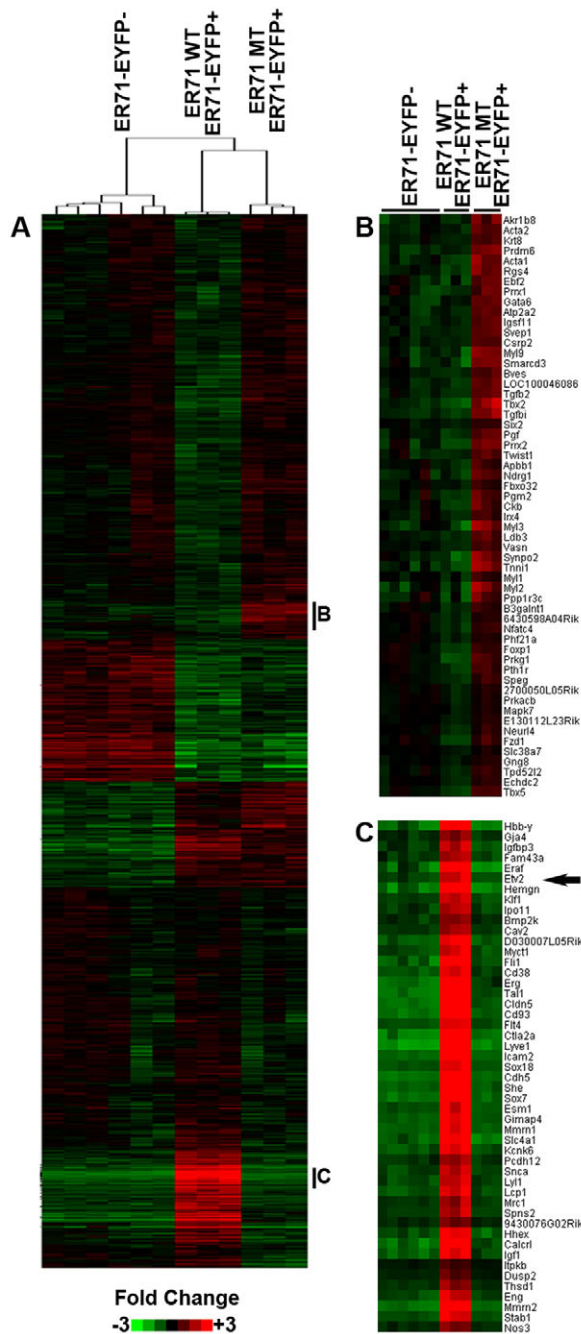 ER71-EYFP-
ER71 WT
ER71-EYFP+
ER71 MT
ER71-EYFP+
A
B
C
Fold Change
-3
+3
ER71-EYFP-
ER71 WT
ER71-EYFP+
ER71 MT
ER71-EYFP+
B
Akr1b8
Acta2
Krt8
Prdm6
Acta1
Rgs4
Ebf2
Prrx1
Gata6
Atp2a2
Igsf11
Svep1
Csrp2
Myl9
Smarcd3
Bves
LOC100046086
Tgfb2
Tbx2
Tgfbi
Six2
Pgf
Prrx2
Twist1
Apbb1
Ndrg1
Fbxo32
Pgm2
Ckb
Irx4
Myl3
Ldb3
Vasn
Synpo2
Tnni1
Myl1
Myl2
Ppp1r3c
B3galnt1
6430598A04Rik
Nfatc4
Phf21a
Foxp1
Prkg1
Pth1r
Speg
2700050L05Rik
Prkacb
Mapk7
E130112L23Rik
Neurl4
Fzd1
Slc38a7
Gng8
Tpd52l2
Echdc2
Tbx5
C
Hbb-γ
Gja4
Igfbp3
Fam43a
Eraf
Etv2
Hemgn
Klf1
Ipo11
Bmp2k
Cav2
D030007L05Rik
Myct1
Fli1
Cd38
Erg
Tal1
Cldn5
Cd93
Flt4
Ctla2a
Lyve1
Icam2
Sox18
Cdh5
She
Sox7
Esm1
Gimap4
Mmrn1
Slc4a1
Kcnk6
Pcdh12
Snca
Lyl1
Lcp1
Mrc1
Spns2
9430076G02Rik
Hhex
Calcrl
Igf1
Itpkb
Dusp2
Thsd1
Eng
Mmrn2
Stab1
Nos3